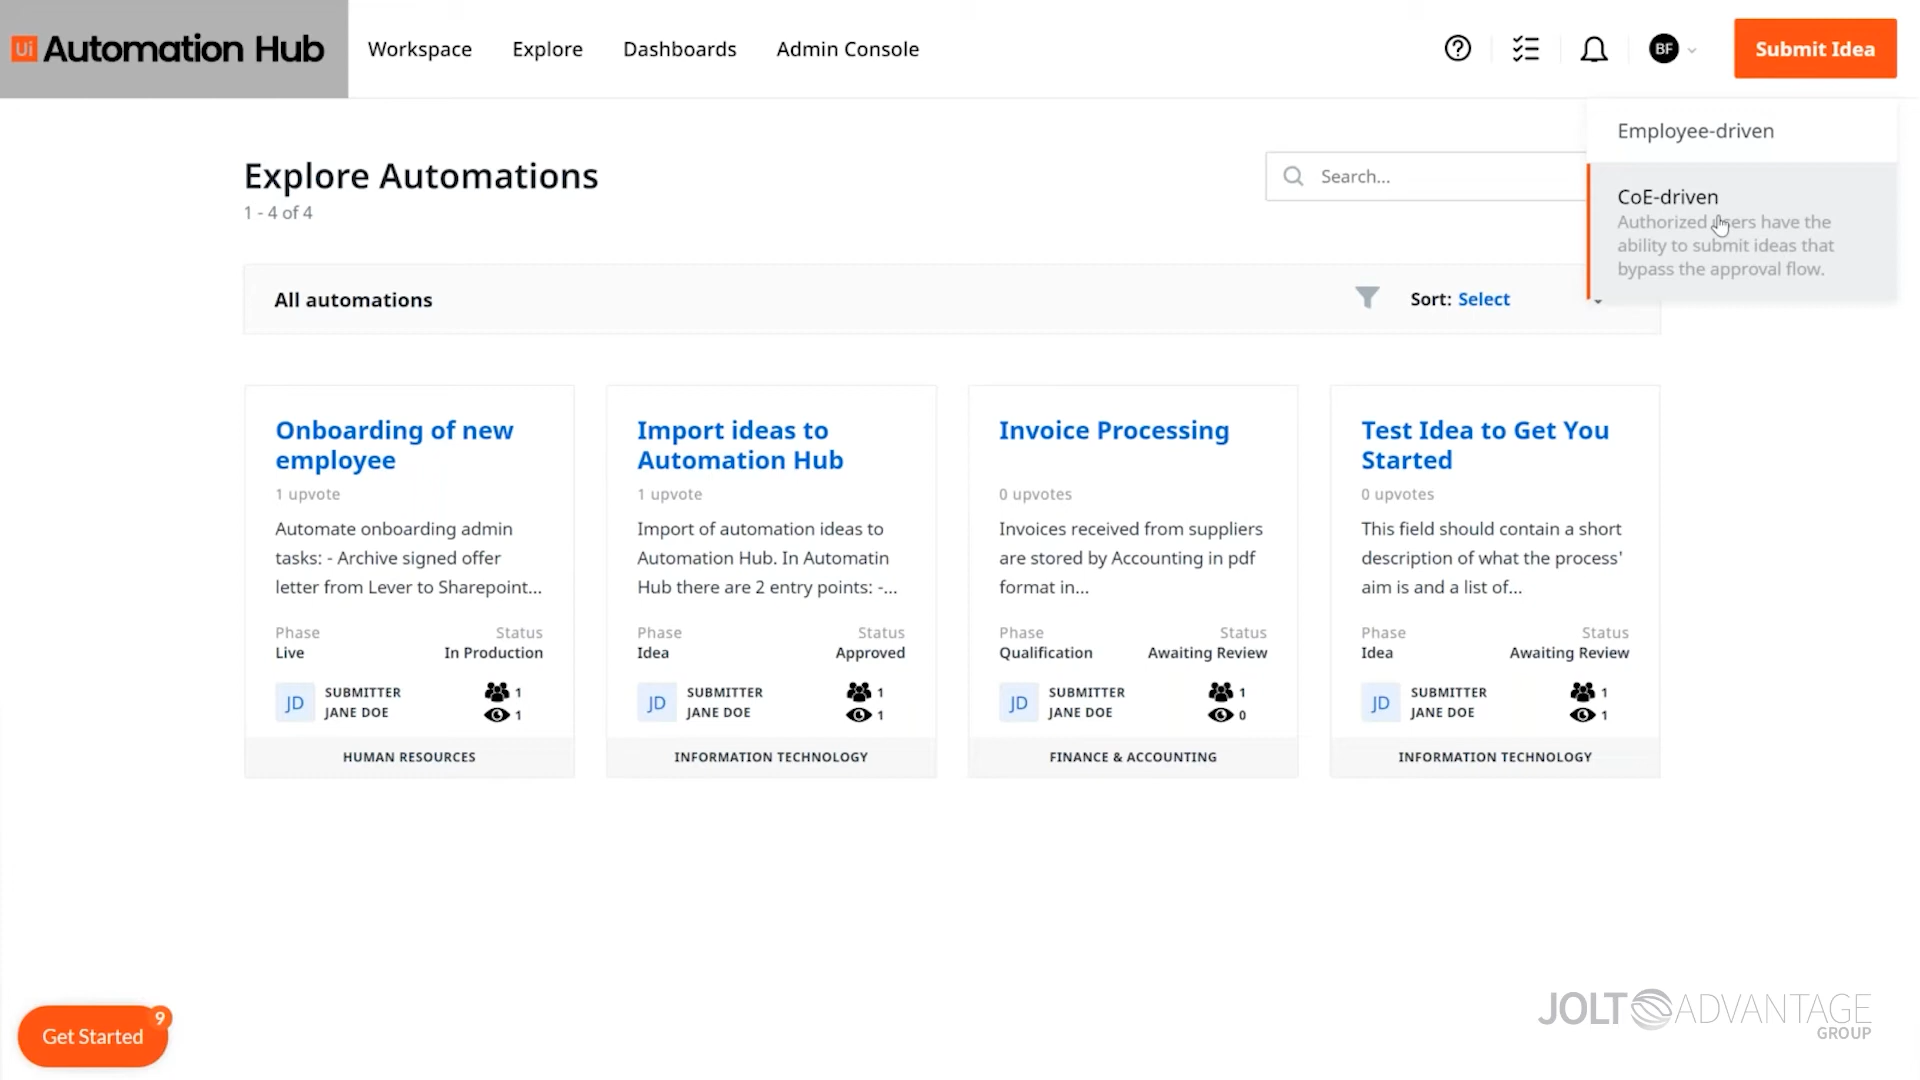 Ui Automation Hub
Workspace
Explore
Dashboards
Admin Console
BF
Submit Idea
Employee-driven
CoE-driven
Authorized users have the
ability to submit ideas that
bypass the approval flow.
Explore Automations
1 - 4 of 4
Search...
All automations
Sort: Select
Onboarding of new
employee
1 upvote
Automate onboarding admin
tasks: - Archive signed offer
letter from Lever to Sharepoint...
Phase
Status
Live
In Production
JD
SUBMITTER
JANE DOE
1
1
HUMAN RESOURCES
Import ideas to
Automation Hub
1 upvote
Import of automation ideas to
Automation Hub. In Automatin
Hub there are 2 entry points: -...
Phase
Status
Idea
Approved
JD
SUBMITTER
JANE DOE
1
1
INFORMATION TECHNOLOGY
Invoice Processing
0 upvotes
Invoices received from suppliers
are stored by Accounting in pdf
format in...
Phase
Status
Qualification
Awaiting Review
JD
SUBMITTER
JANE DOE
1
0
FINANCE & ACCOUNTING
Test Idea to Get You
Started
0 upvotes
This field should contain a short
description of what the process'
aim is and a list of...
Phase
Status
Idea
Awaiting Review
JD
SUBMITTER
JANE DOE
1
1
INFORMATION TECHNOLOGY
Get Started
9
JOLT ADVANTAGE
GROUP